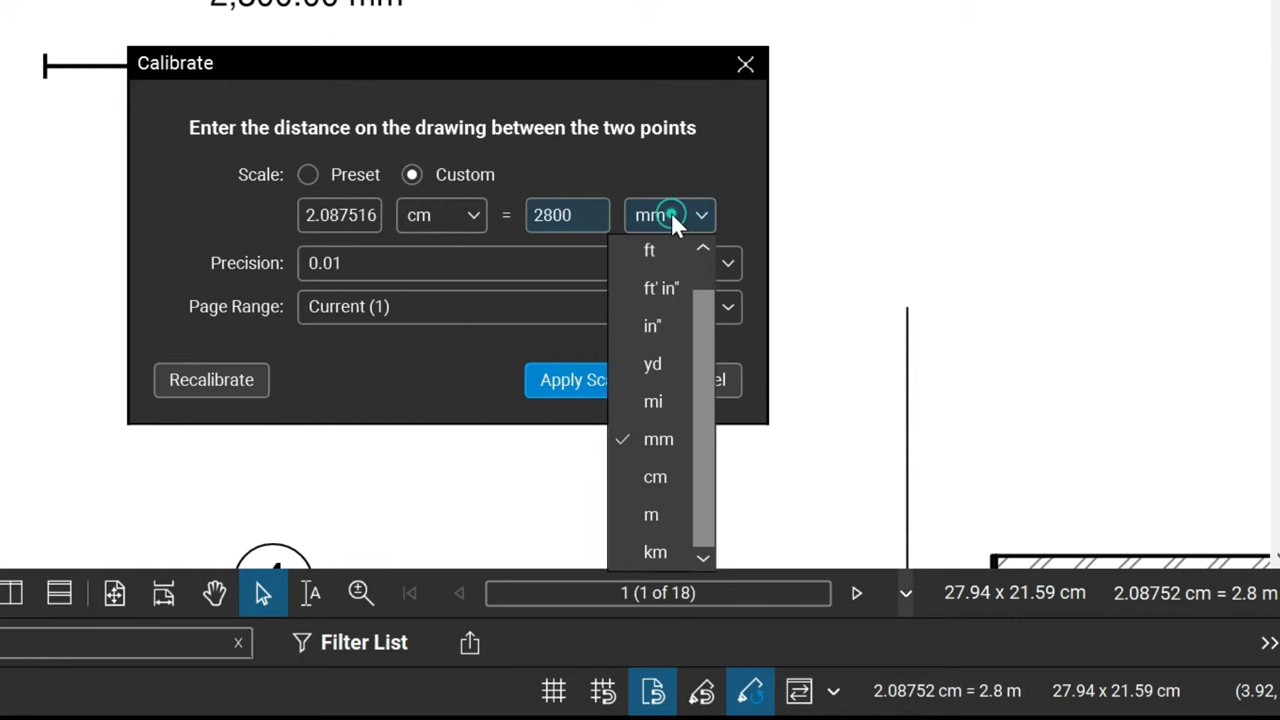 Calibrate
Enter the distance on the drawing between the two points
Scale: Preset Custom
2.087516 cm = 2800 mm
ft
Precision: 0.01
ft' in"
Page Range: Current (1)
in"
yd
Recalibrate
mi
mm
cm
m
km
1 (1 of 18)
27.94 x 21.59 cm
2.08752 cm = 2.8 m
x
Filter List
2.08752 cm = 2.8 m
27.94 x 21.59 cm
(3.92,